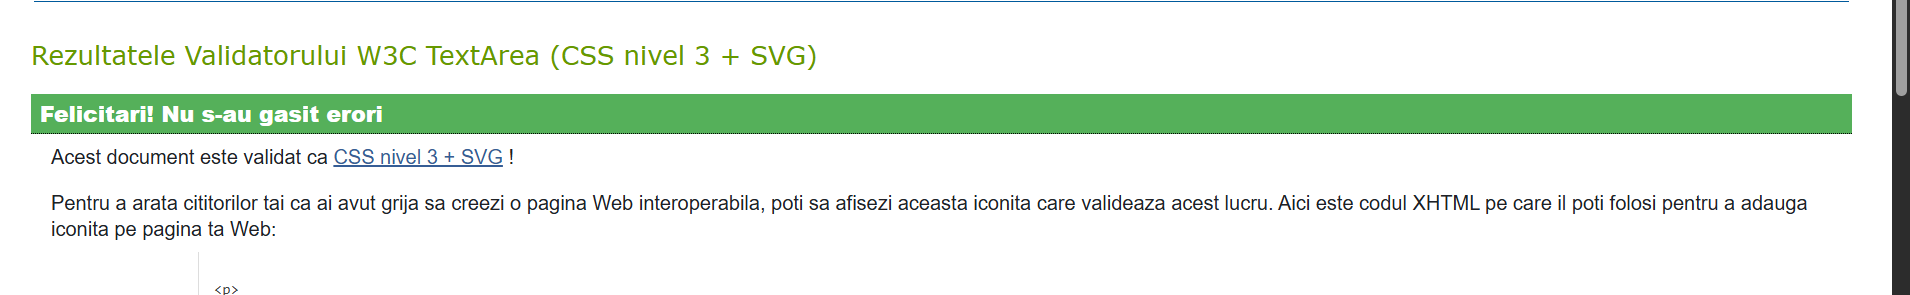 Rezultatele Validatorului W3C TextArea (CSS nivel 3 + SVG)
Felicitari! Nu s-au gasit erori
Acest document este validat ca CSS nivel 3 + SVG !
Pentru a arata cititorilor tai ca ai avut grija sa creezi o pagina Web interoperabila, poti sa afisezi aceasta iconita care valideaza acest lucru. Aici este codul XHTML pe care il poti folosi pentru a adauga
iconita pe pagina ta Web:
<p>